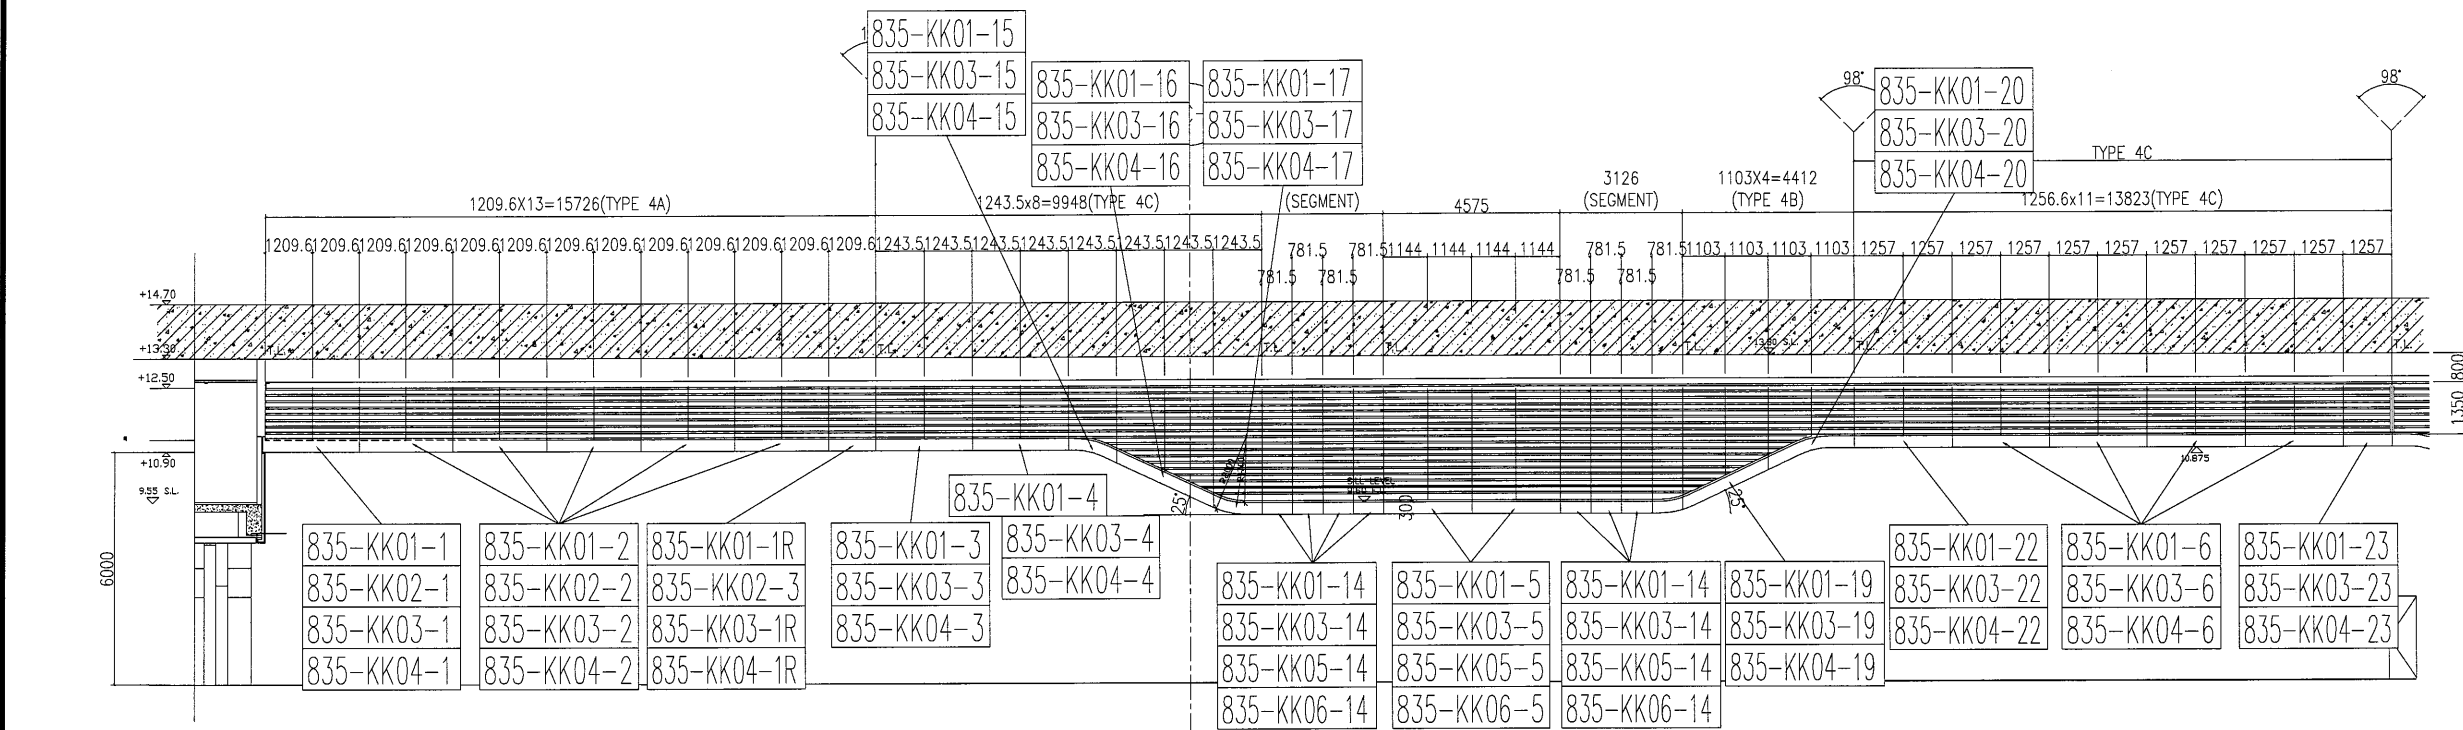 835-KK01-15
835-KK03-15
835-KK04-15
835-KK01-16
835-KK03-16
835-KK04-16
835-KK01-17
835-KK03-17
835-KK04-17
98°
835-KK01-20
835-KK03-20
835-KK04-20
98°
TYPE 4C
1209.6X13=15726(TYPE 4A)
1243.5x8=9948(TYPE 4C)
(SEGMENT)
4575
3126
(SEGMENT)
1103X4=4412
(TYPE 4B)
1256.6x11=13823(TYPE 4C)
1209.6 1209.6 1209.6 1209.6 1209.6 1209.6 1209.6 1209.6 1209.6 1209.6 1209.6 1209.6 1209.6 1243.5 1243.5 1243.5 1243.5 1243.5 1243.5 1243.5 1243.5
781.5 781.5 1144 1144 1144 1144 781.5 781.5 1103 1103 1103 1103 1257 1257 1257 1257 1257 1257 1257 1257 1257 1257 1257
781.5 781.5 781.5 781.5
+14.70
+13.30
T.L. T.L. T.L. T.L. T.L. T.L. T.L.
13.30 S.L.
+12.50
800
1350
+10.90
9.55 S.L.
10.875
SILL LEVEL
25°
300
25°
6000
835-KK01-1
835-KK02-1
835-KK03-1
835-KK04-1
835-KK01-2
835-KK02-2
835-KK03-2
835-KK04-2
835-KK01-1R
835-KK02-3
835-KK03-1R
835-KK04-1R
835-KK01-3
835-KK03-3
835-KK04-3
835-KK01-4
835-KK03-4
835-KK04-4
835-KK01-14
835-KK03-14
835-KK05-14
835-KK06-14
835-KK01-5
835-KK03-5
835-KK05-5
835-KK06-5
835-KK01-14
835-KK03-14
835-KK05-14
835-KK06-14
835-KK01-19
835-KK03-19
835-KK04-19
835-KK01-22
835-KK03-22
835-KK04-22
835-KK01-6
835-KK03-6
835-KK04-6
835-KK01-23
835-KK03-23
835-KK04-23